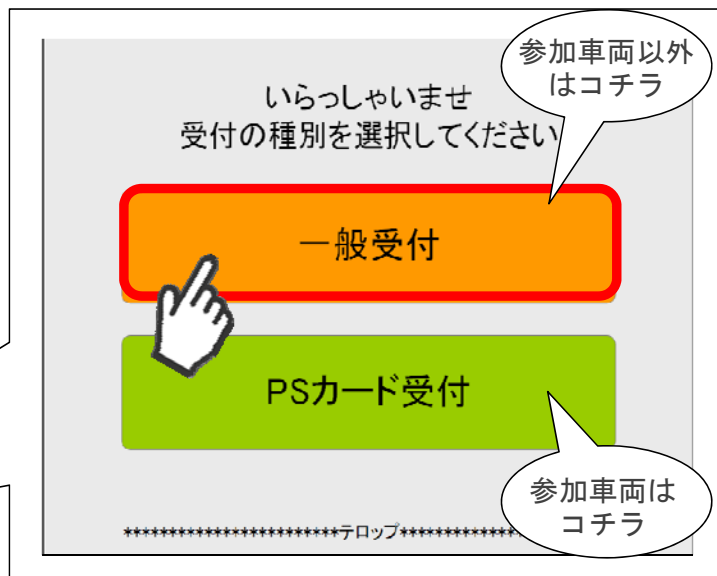 参加車両以外
はコチラ
いらっしゃいませ
受付の種別を選択してください
一般受付
PSカード受付
参加車両は
コチラ
************************テロップ**************